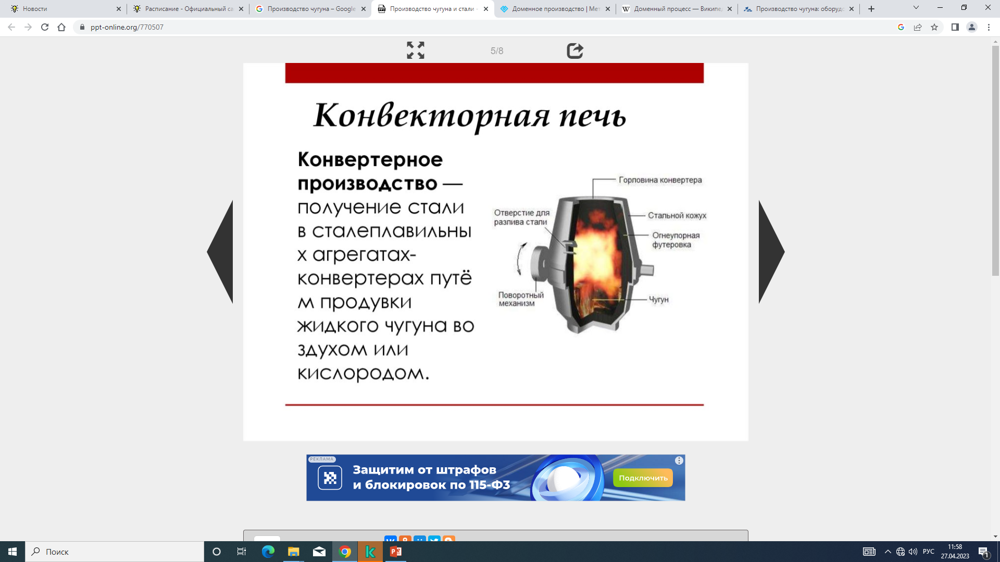 Новости
Расписание - Официальный са
Производство чугуна – Google
Производство чугуна и стали -
Доменное производство | Мет
Доменный процесс — Википед
Производство чугуна: оборудо
ppt-online.org/770507
5/8
Конвекторная печь
Конвертерное
производство —
получение стали
в сталеплавильны
х агрегатах-
конвертерах путё
м продувки
жидкого чугуна во
здухом или
кислородом.
Горловина конвертера
Отверстие для
разлива стали
Стальной кожух
Огнеупорная
футеровка
Поворотный
механизм
Чугун
РЕКЛАМА
Защитим от штрафов
и блокировок по 115-ФЗ
Подключить
Поиск
РУС
11:58
27.04.2023
1